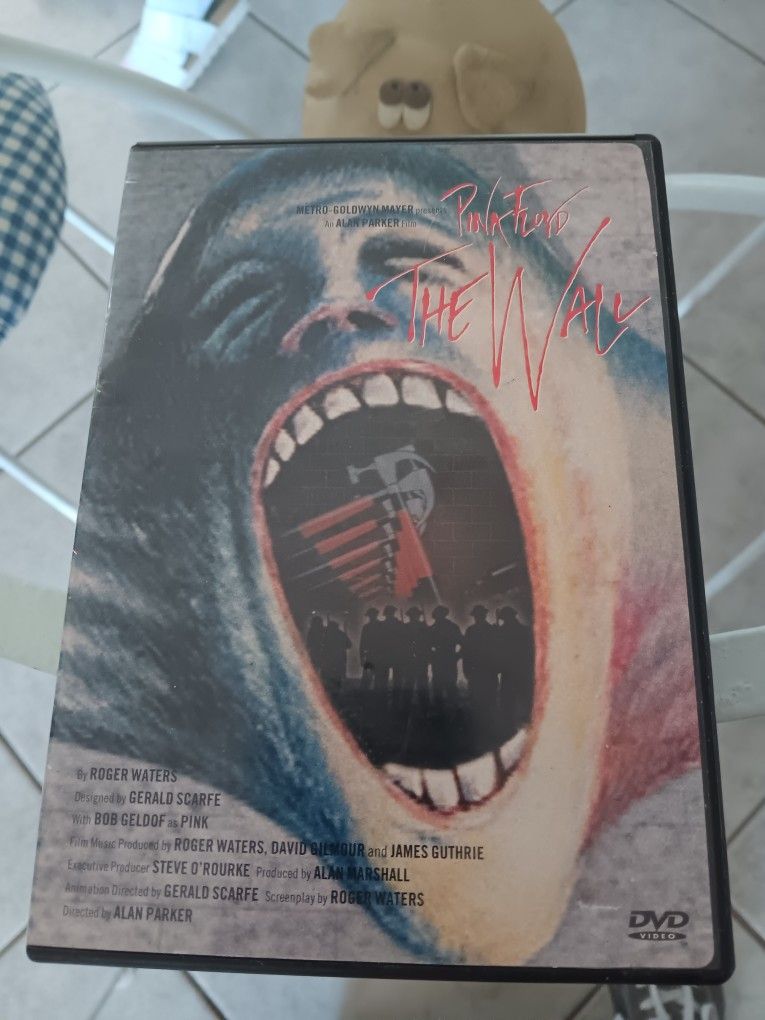 METRO-GOLDWYN MAYER presents
An ALAN PARKER Film
PINK FLOYD
THE WALL
By ROGER WATERS
Designed by GERALD SCARFE
With BOB GELDOF as PINK
Film Music Produced by ROGER WATERS, DAVID GILMOUR and JAMES GUTHRIE
Executive Producer STEVE O'ROURKE Produced by ALAN MARSHALL
Animation Directed by GERALD SCARFE Screenplay by ROGER WATERS
Directed by ALAN PARKER
DVD
VIDEO